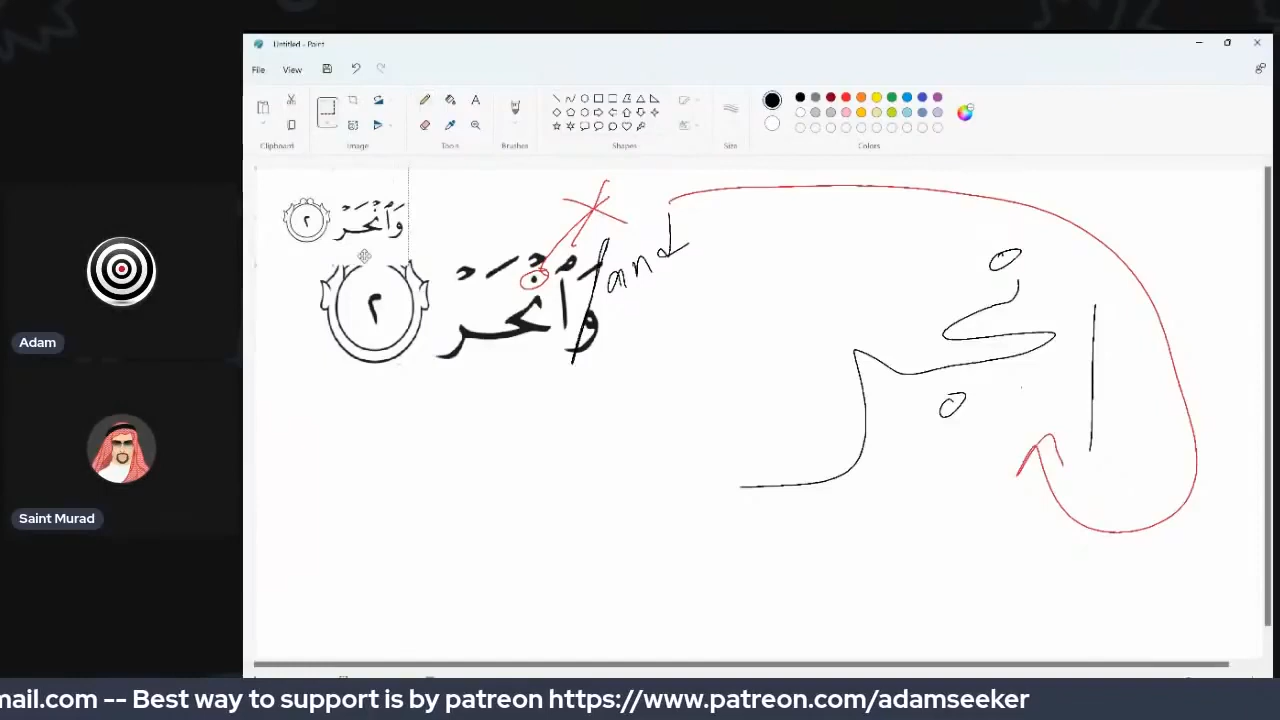 Untitled - Paint
File View
Clipboard Image Tools Brushes Shapes Size Colors
وَٱنْحَرْ ٢
وَٱنْحَرْ ٢
and
Adam
Saint Murad
mail.com -- Best way to support is by patreon https://www.patreon.com/adamseeker